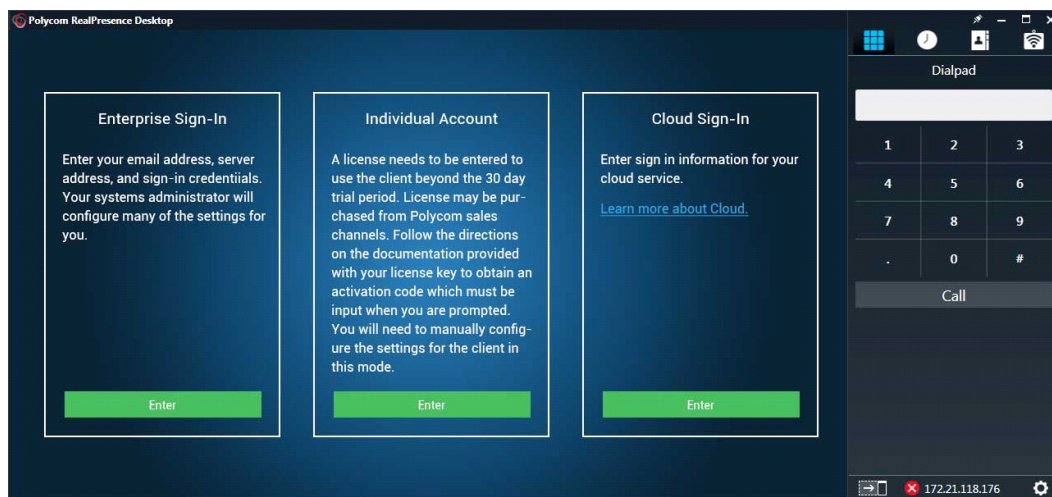 Polycom RealPresence Desktop
Enterprise Sign-In
Enter your email address, server
address, and sign-in credentiials.
Your systems administrator will
configure many of the settings for
you.
Enter
Individual Account
A license needs to be entered to
use the client beyond the 30 day
trial period. License may be pur-
chased from Polycom sales
channels. Follow the directions
on the documentation provided
with your license key to obtain an
activation code which must be
input when you are prompted.
You will need to manually config-
ure the settings for the client in
this mode.
Enter
Cloud Sign-In
Enter sign in information for your
cloud service.
Learn more about Cloud.
Enter
Dialpad
1 2 3
4 5 6
7 8 9
. 0 #
Call
172.21.118.176